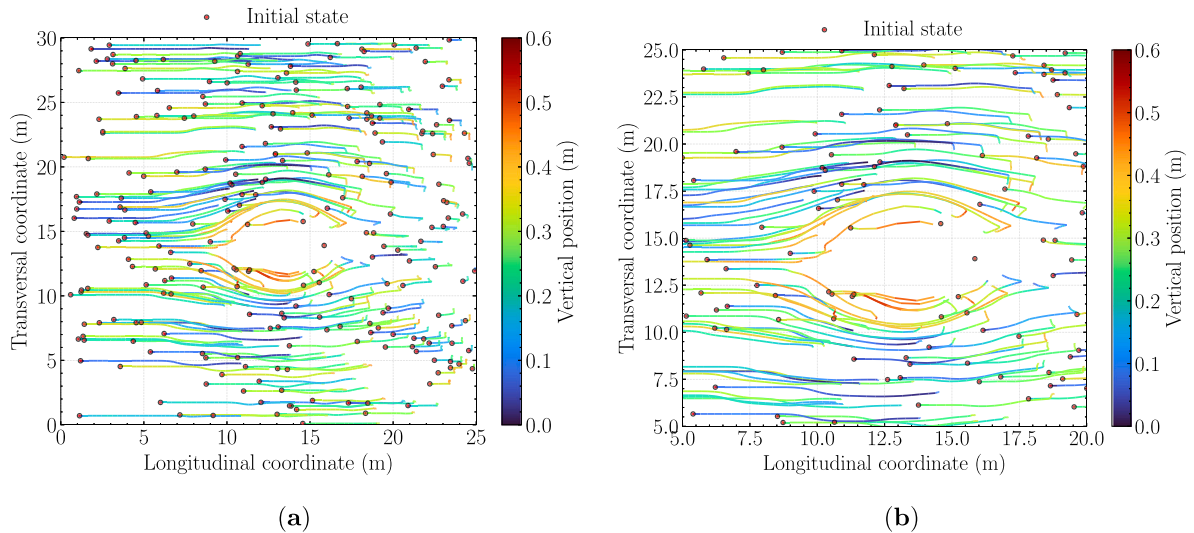 Initial state
30
25
20
15
10
5
0
0 5 10 15 20 25
Transversal coordinate (m)
Longitudinal coordinate (m)
0.6
0.5
0.4
0.3
0.2
0.1
0.0
Vertical position (m)
(a)
Initial state
25.0
22.5
20.0
17.5
15.0
12.5
10.0
7.5
5.0
5.0 7.5 10.0 12.5 15.0 17.5 20.0
Transversal coordinate (m)
Longitudinal coordinate (m)
0.6
0.5
0.4
0.3
0.2
0.1
0.0
Vertical position (m)
(b)